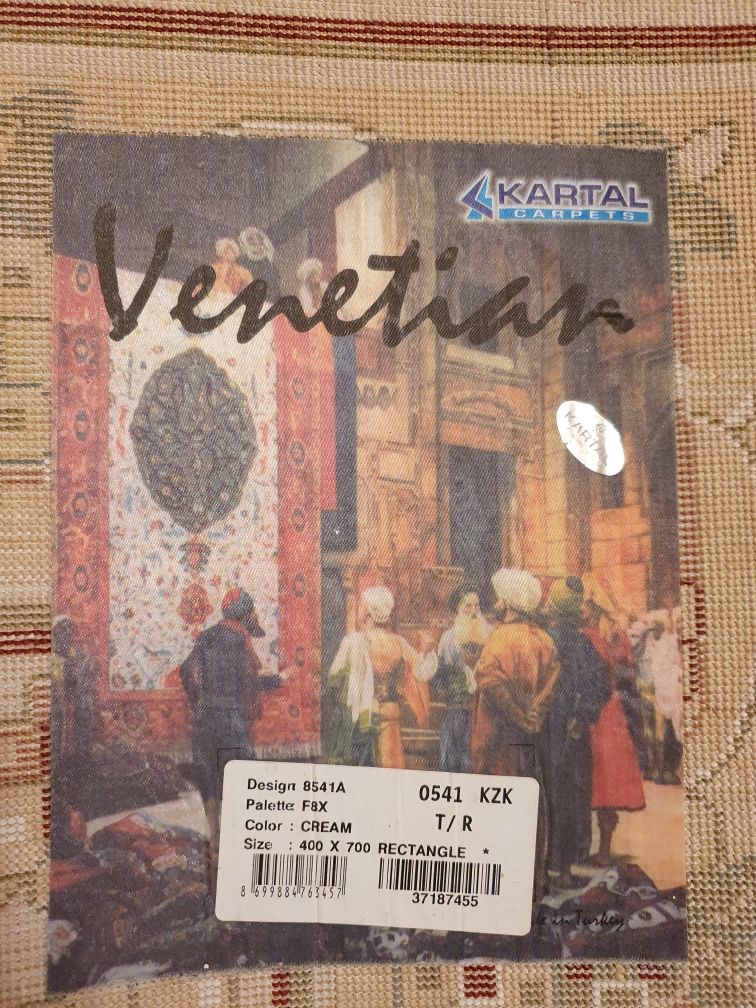 KARTAL
CARPETS
Venetian
Design 8541A
Palette: F8X
Color : CREAM
Size : 400 X 700 RECTANGLE *
0541 KZK
T/R
8 699884 763457
37187455
in Turkey